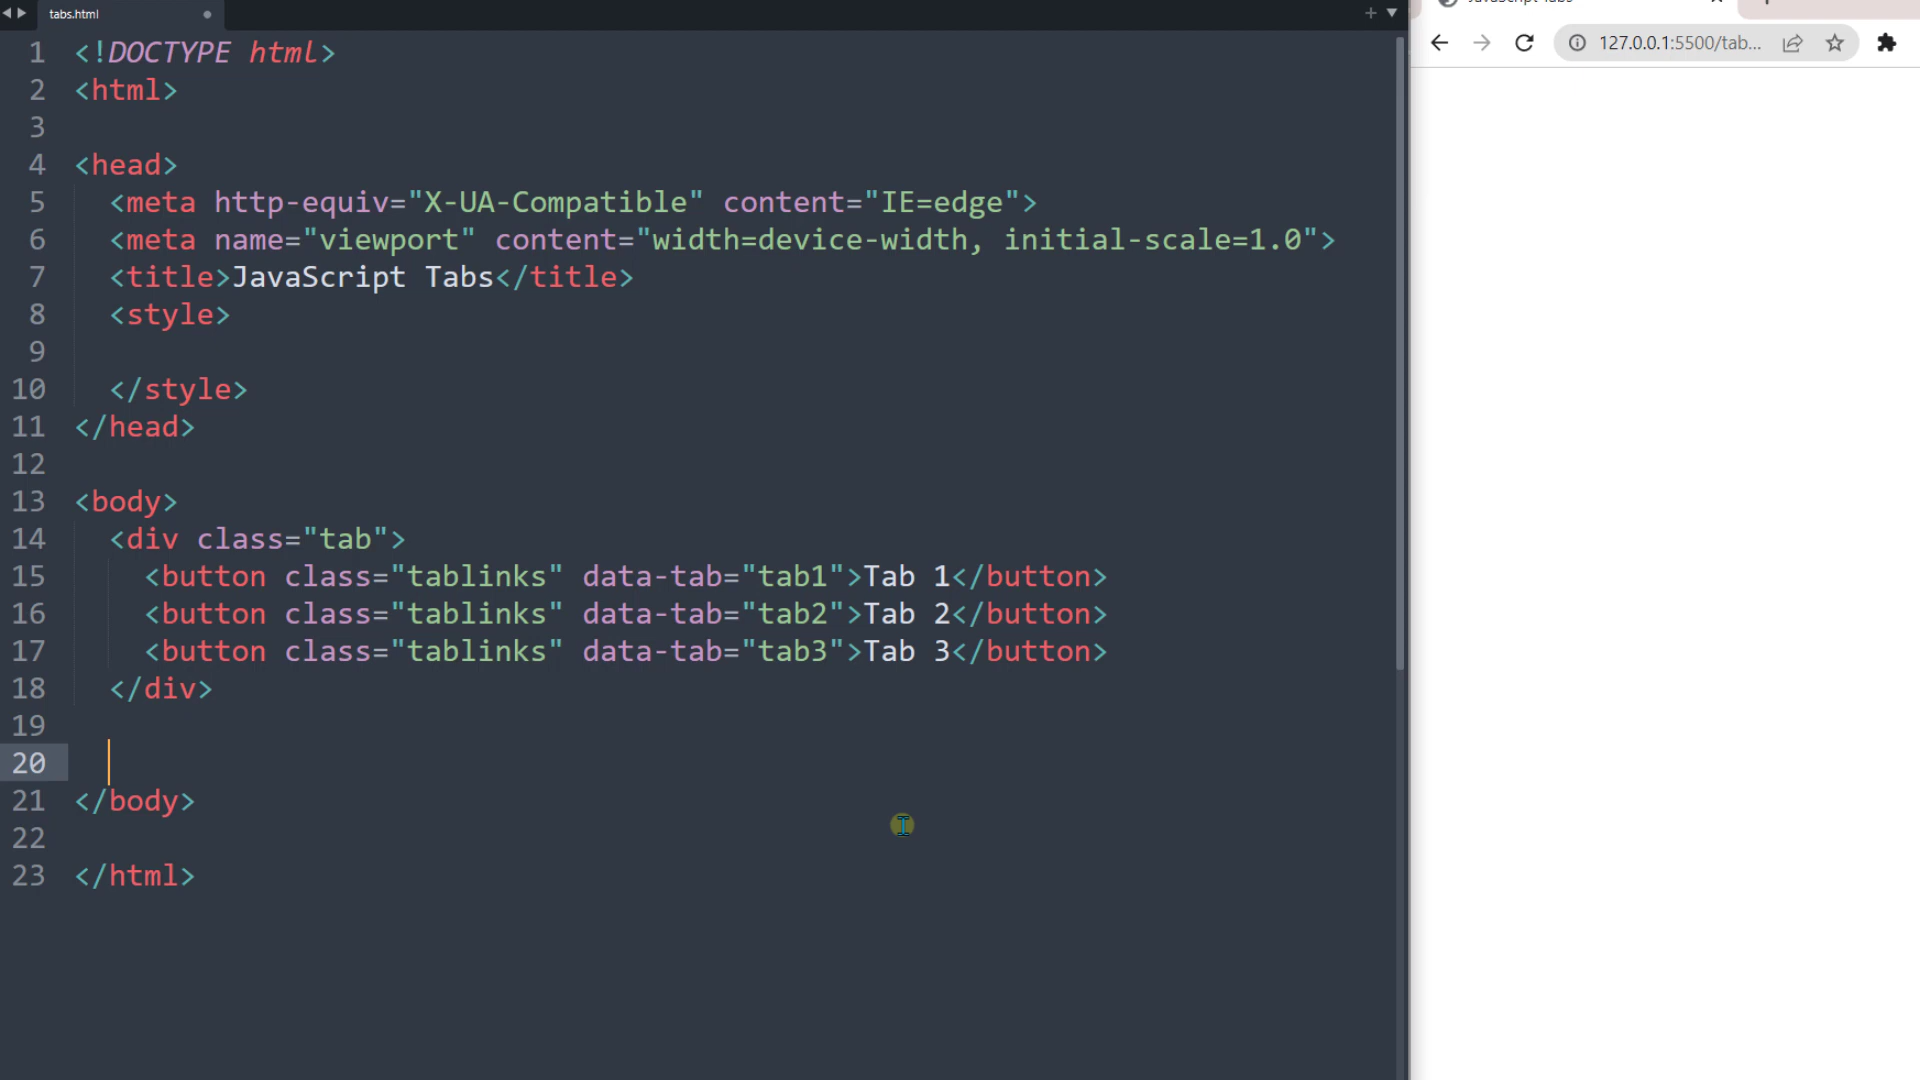 tabs.html
1 <!DOCTYPE html>
2 <html>
3
4 <head>
5 <meta http-equiv="X-UA-Compatible" content="IE=edge">
6 <meta name="viewport" content="width=device-width, initial-scale=1.0">
7 <title>JavaScript Tabs</title>
8 <style>
9
10 </style>
11 </head>
12
13 <body>
14 <div class="tab">
15 <button class="tablinks" data-tab="tab1">Tab 1</button>
16 <button class="tablinks" data-tab="tab2">Tab 2</button>
17 <button class="tablinks" data-tab="tab3">Tab 3</button>
18 </div>
19
20
21 </body>
22
23 </html>
JavaScript Tabs
127.0.0.1:5500/tab...